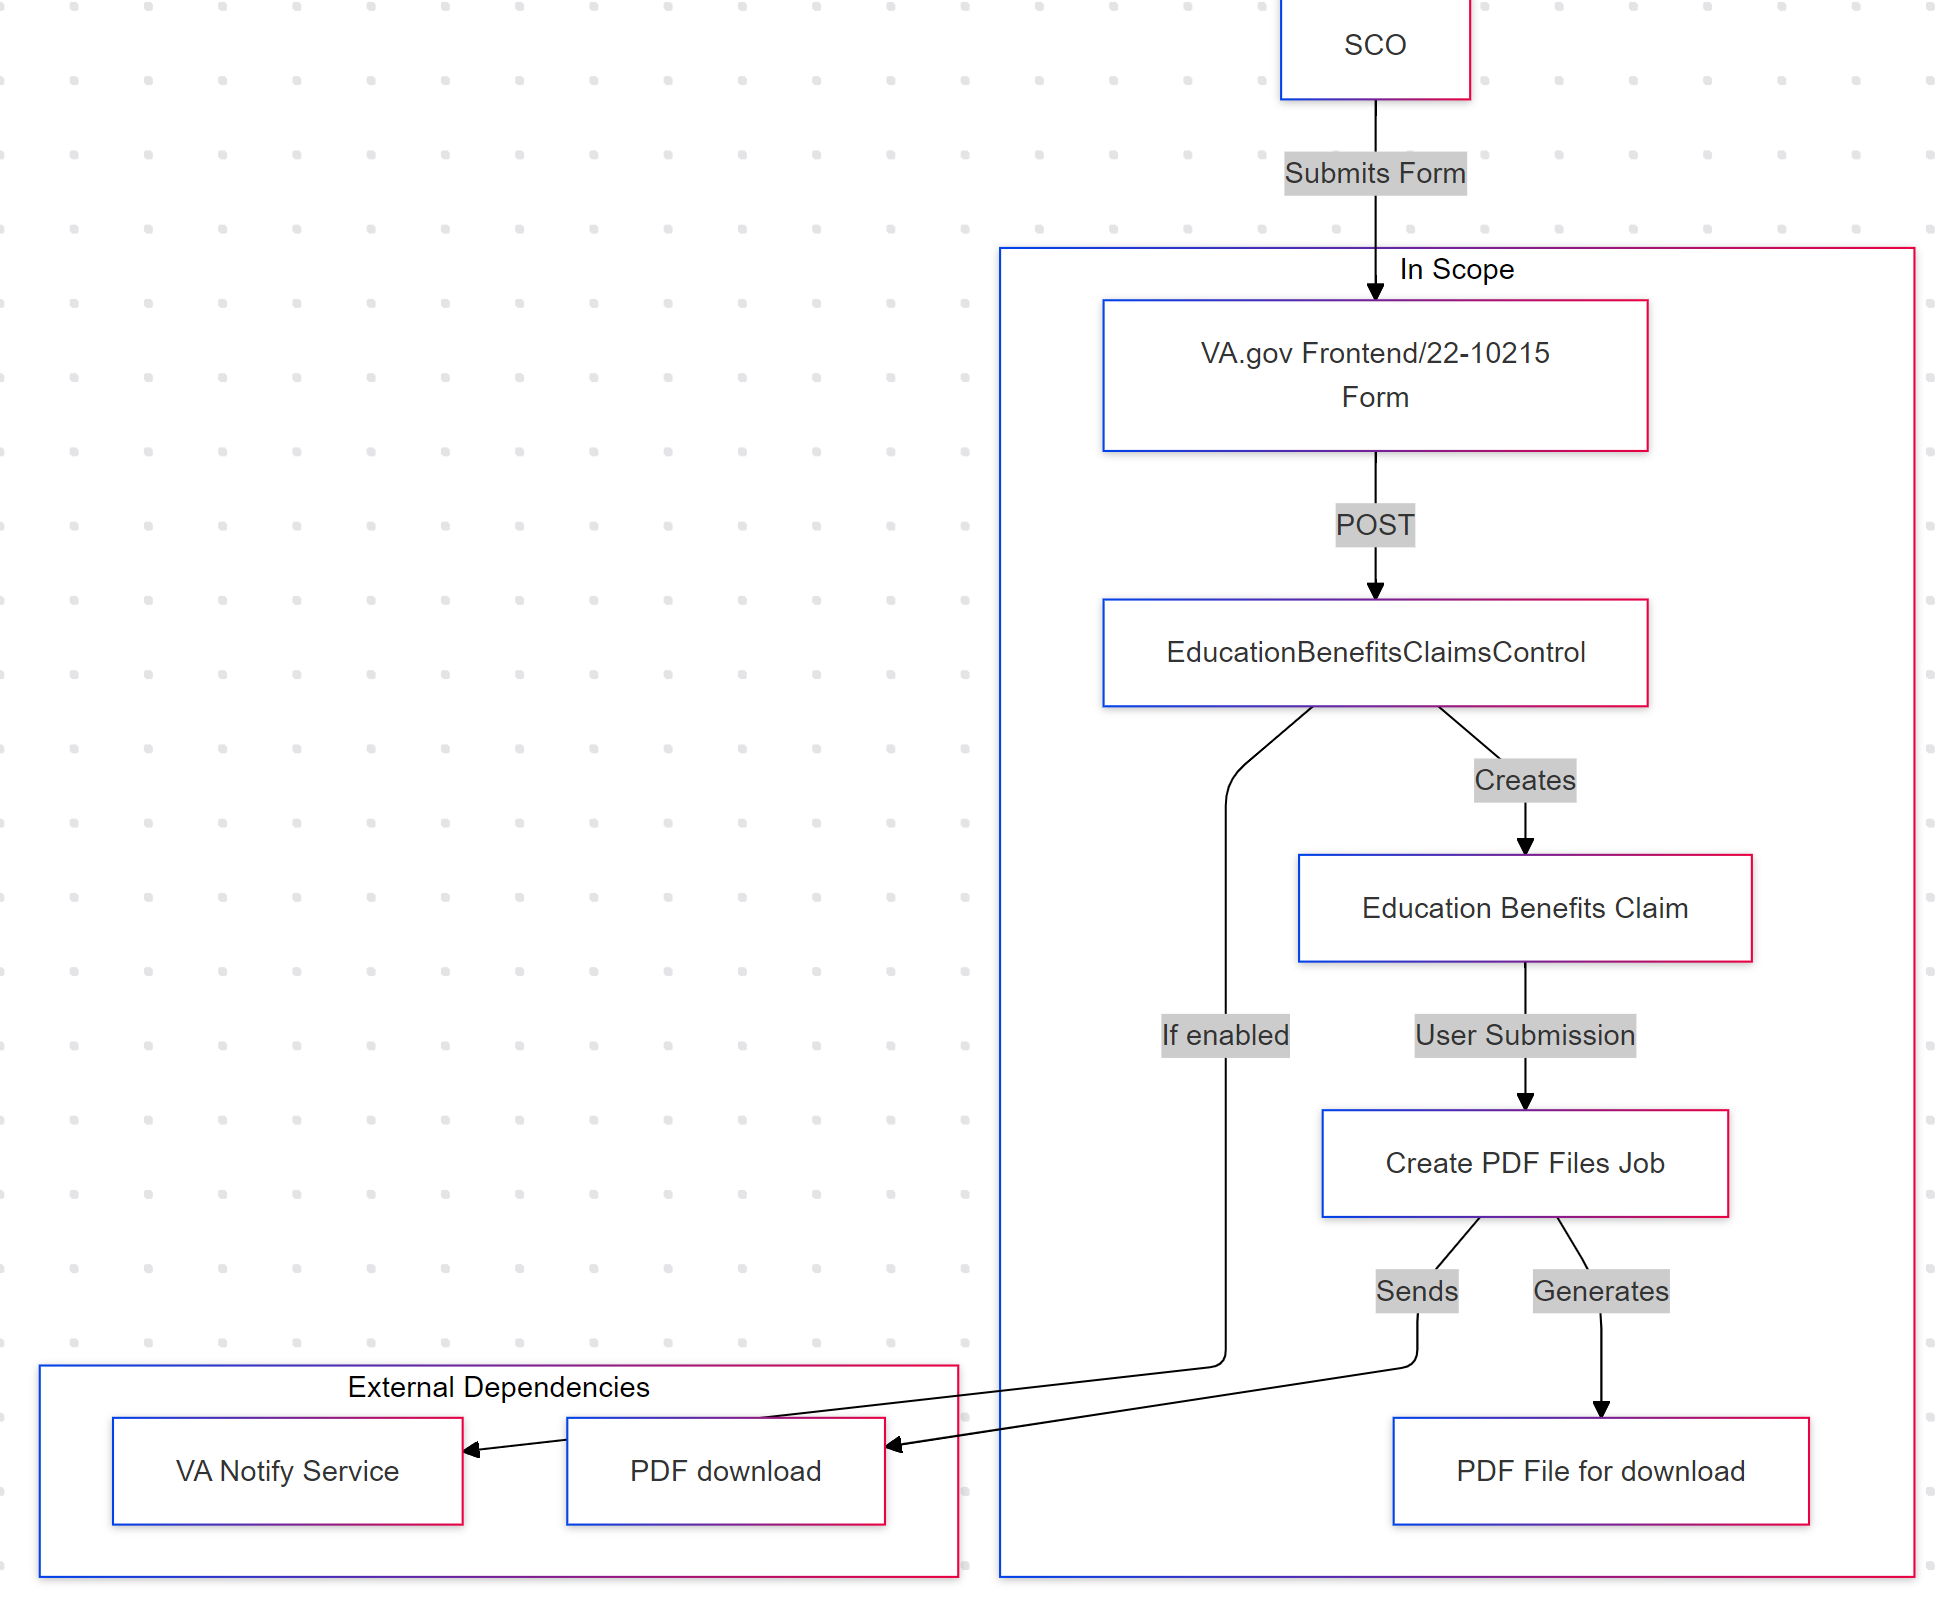 SCO
Submits Form
In Scope
VA.gov Frontend/22-10215
Form
POST
EducationBenefitsClaimsControl
Creates
Education Benefits Claim
If enabled
User Submission
Create PDF Files Job
Sends
Generates
External Dependencies
VA Notify Service
PDF download
PDF File for download